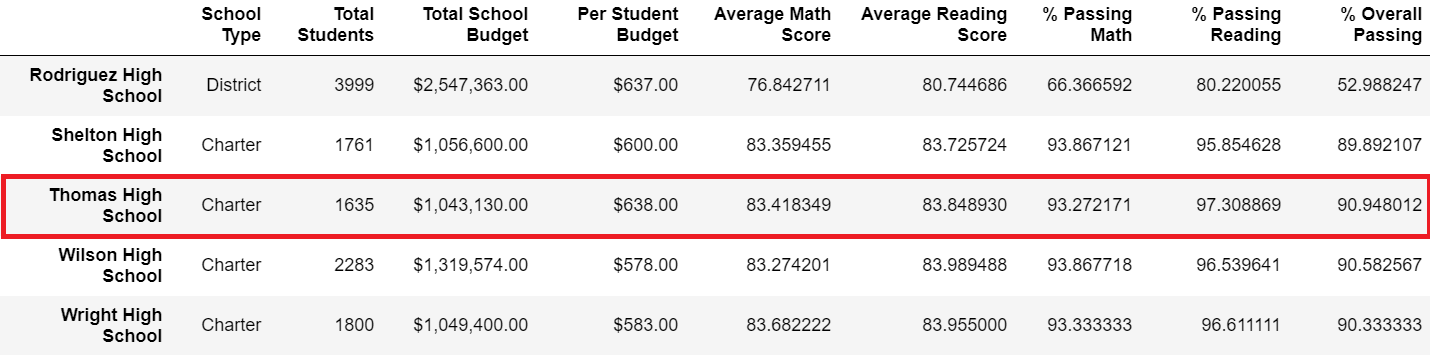 School Type Total Students Total School Budget Per Student Budget Average Math Score Average Reading Score % Passing Math % Passing Reading % Overall Passing
Rodriguez High School District 3999 $2,547,363.00 $637.00 76.842711 80.744686 66.366592 80.220055 52.988247
Shelton High School Charter 1761 $1,056,600.00 $600.00 83.359455 83.725724 93.867121 95.854628 89.892107
Thomas High School Charter 1635 $1,043,130.00 $638.00 83.418349 83.848930 93.272171 97.308869 90.948012
Wilson High School Charter 2283 $1,319,574.00 $578.00 83.274201 83.989488 93.867718 96.539641 90.582567
Wright High School Charter 1800 $1,049,400.00 $583.00 83.682222 83.955000 93.333333 96.611111 90.333333